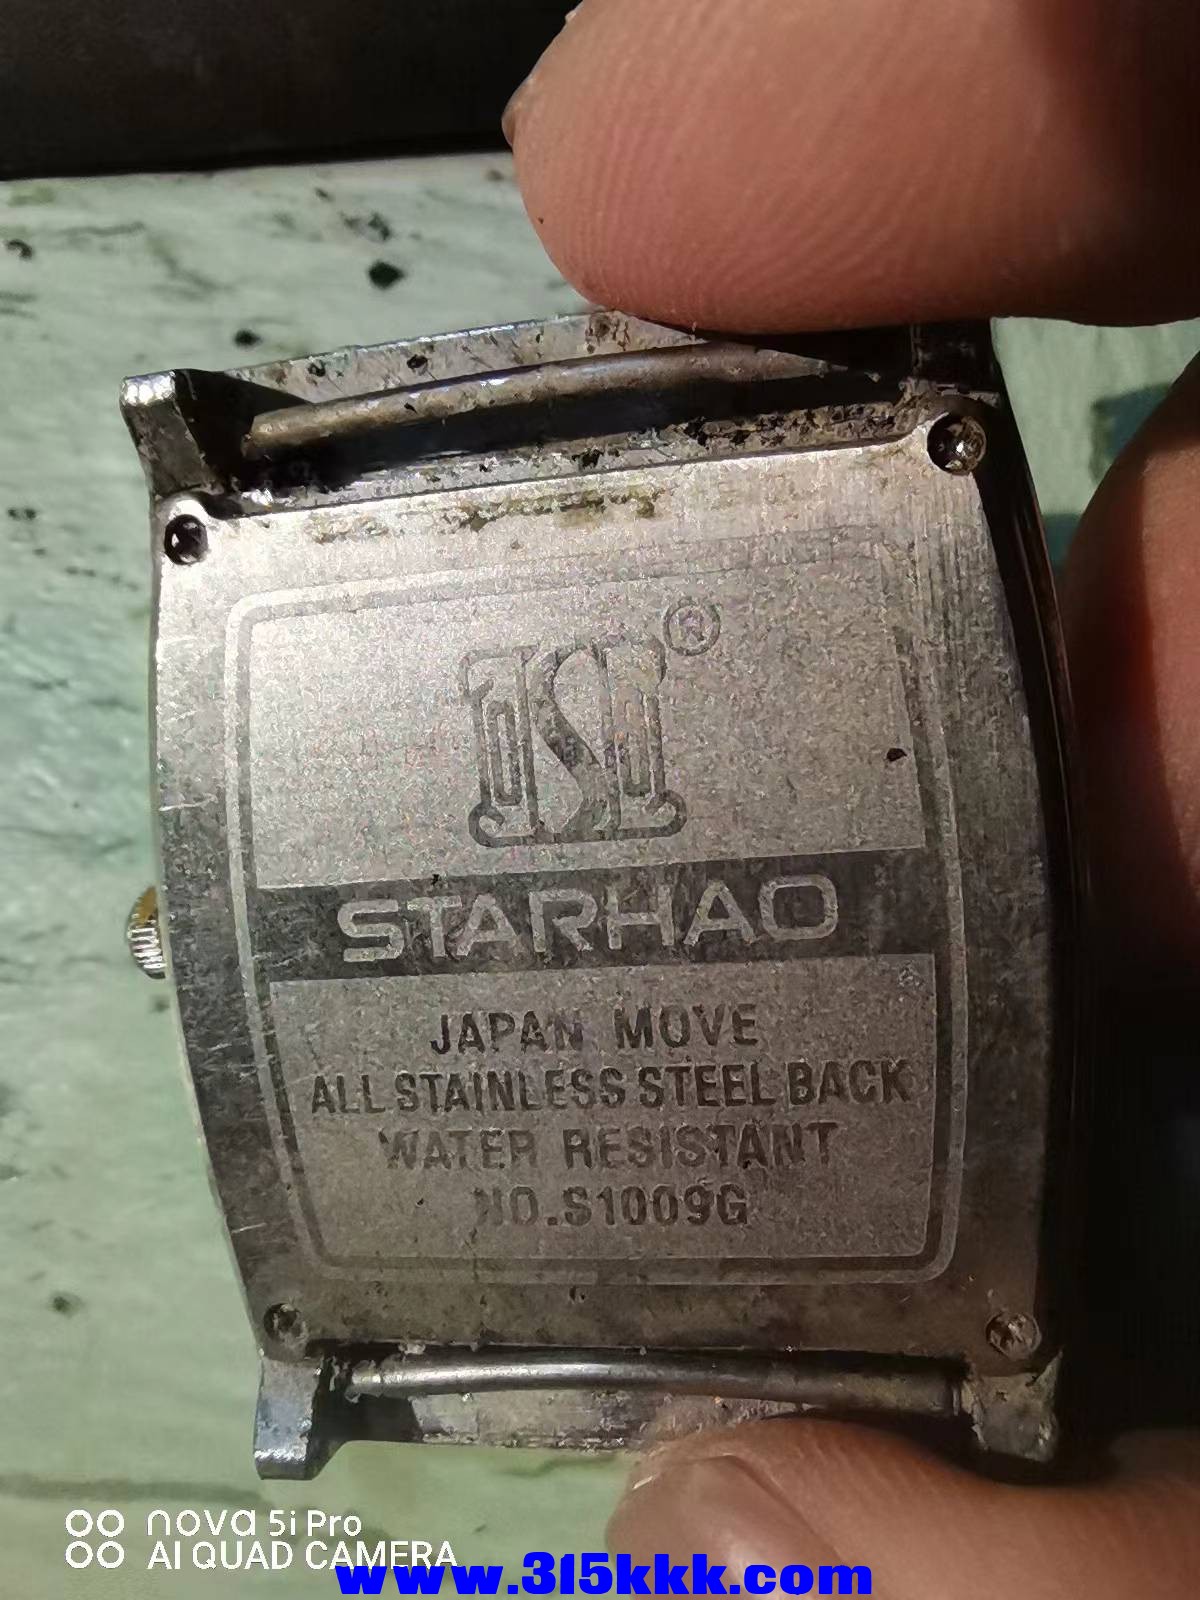 ®
S
STARHAO
JAPAN MOVE
ALL STAINLESS STEEL BACK
WATER RESISTANT
NO.S1009G
nova 5i Pro
AI QUAD CAMERA
www.315kkk.com